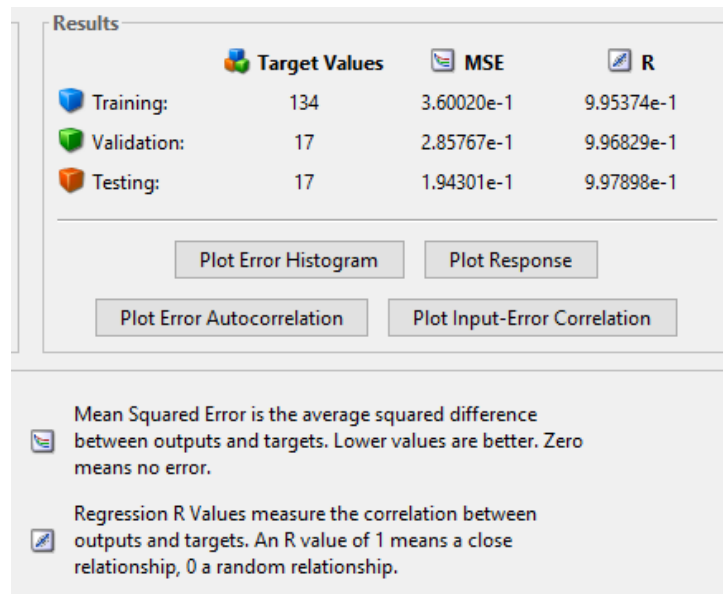 Results
Target Values MSE R
Training: 134 3.60020e-1 9.95374e-1
Validation: 17 2.85767e-1 9.96829e-1
Testing: 17 1.94301e-1 9.97898e-1
Plot Error Histogram Plot Response
Plot Error Autocorrelation Plot Input-Error Correlation
Mean Squared Error is the average squared difference
between outputs and targets. Lower values are better. Zero
means no error.
Regression R Values measure the correlation between
outputs and targets. An R value of 1 means a close
relationship, 0 a random relationship.